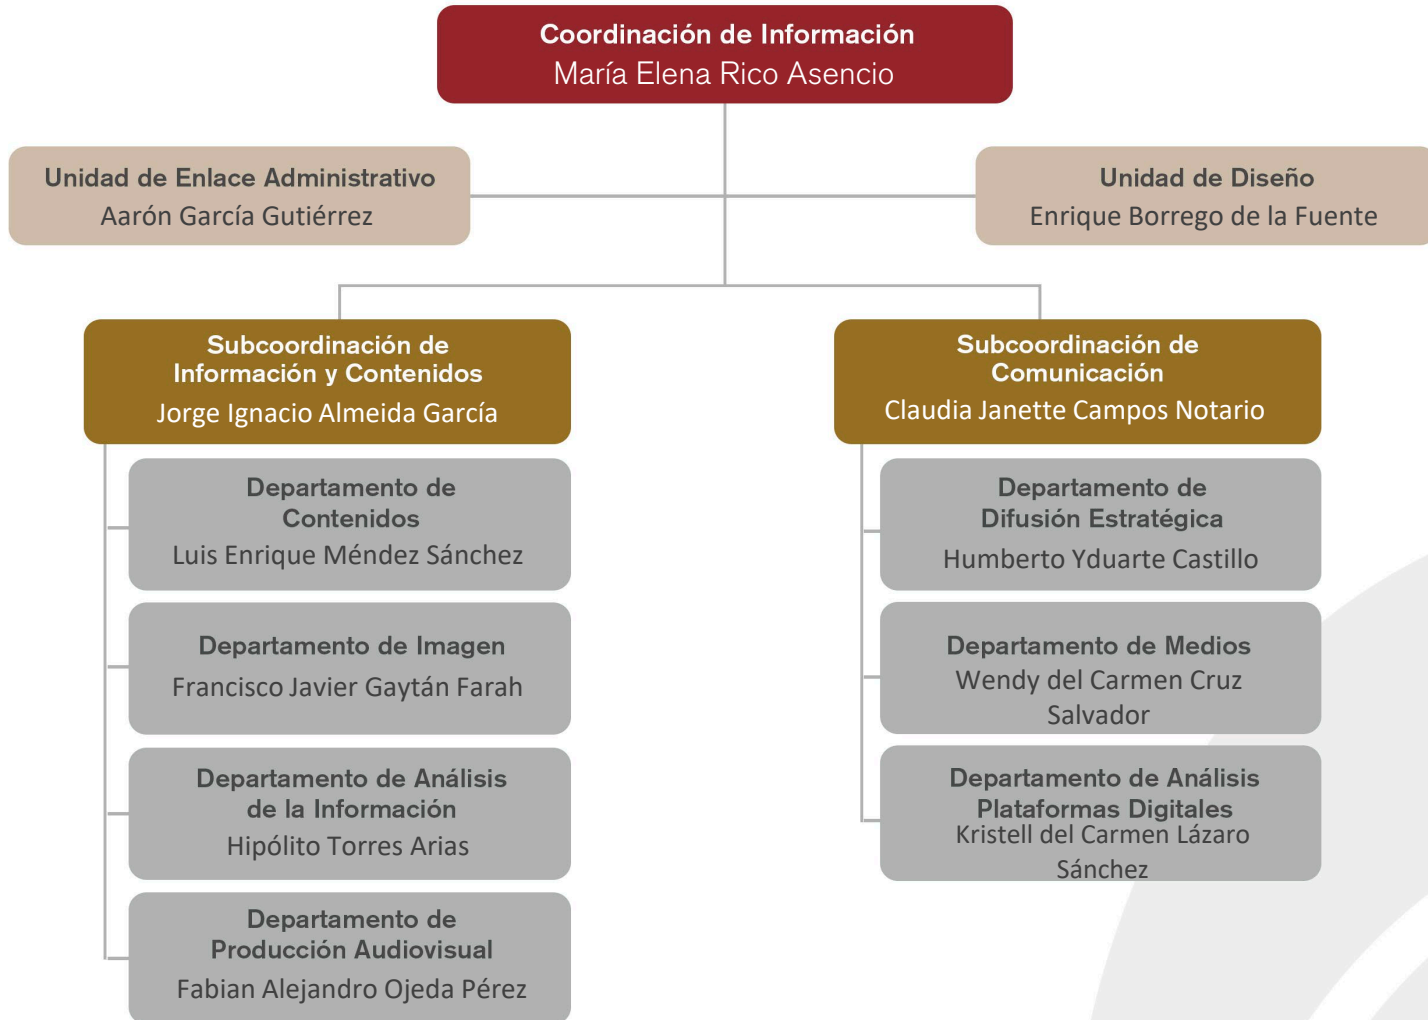 Coordinación de Información
María Elena Rico Asencio
Unidad de Enlace Administrativo
Aarón García Gutiérrez
Unidad de Diseño
Enrique Borrego de la Fuente
Subcoordinación de
Información y Contenidos
Jorge Ignacio Almeida García
Departamento de
Contenidos
Luis Enrique Méndez Sánchez
Departamento de Imagen
Francisco Javier Gaytán Farah
Departamento de Análisis
de la Información
Hipólito Torres Arias
Departamento de
Producción Audiovisual
Fabian Alejandro Ojeda Pérez
Subcoordinación de
Comunicación
Claudia Janette Campos Notario
Departamento de
Difusión Estratégica
Humberto Yduarte Castillo
Departamento de Medios
Wendy del Carmen Cruz
Salvador
Departamento de Análisis
Plataformas Digitales
Kristell del Carmen Lázaro
Sánchez